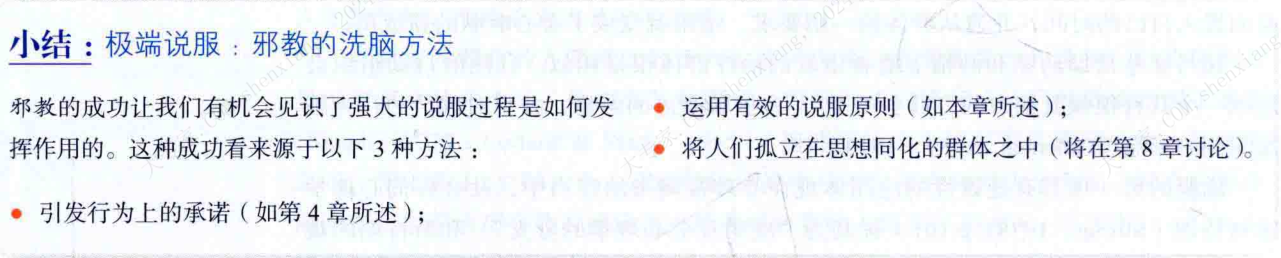 小结：极端说服：邪教的洗脑方法
邪教的成功让我们有机会见识了强大的说服过程是如何发
挥作用的。这种成功看来源于以下 3 种方法：
• 引发行为上的承诺（如第 4 章所述）；
• 运用有效的说服原则（如本章所述）；
• 将人们孤立在思想同化的群体之中（将在第 8 章讨论）。